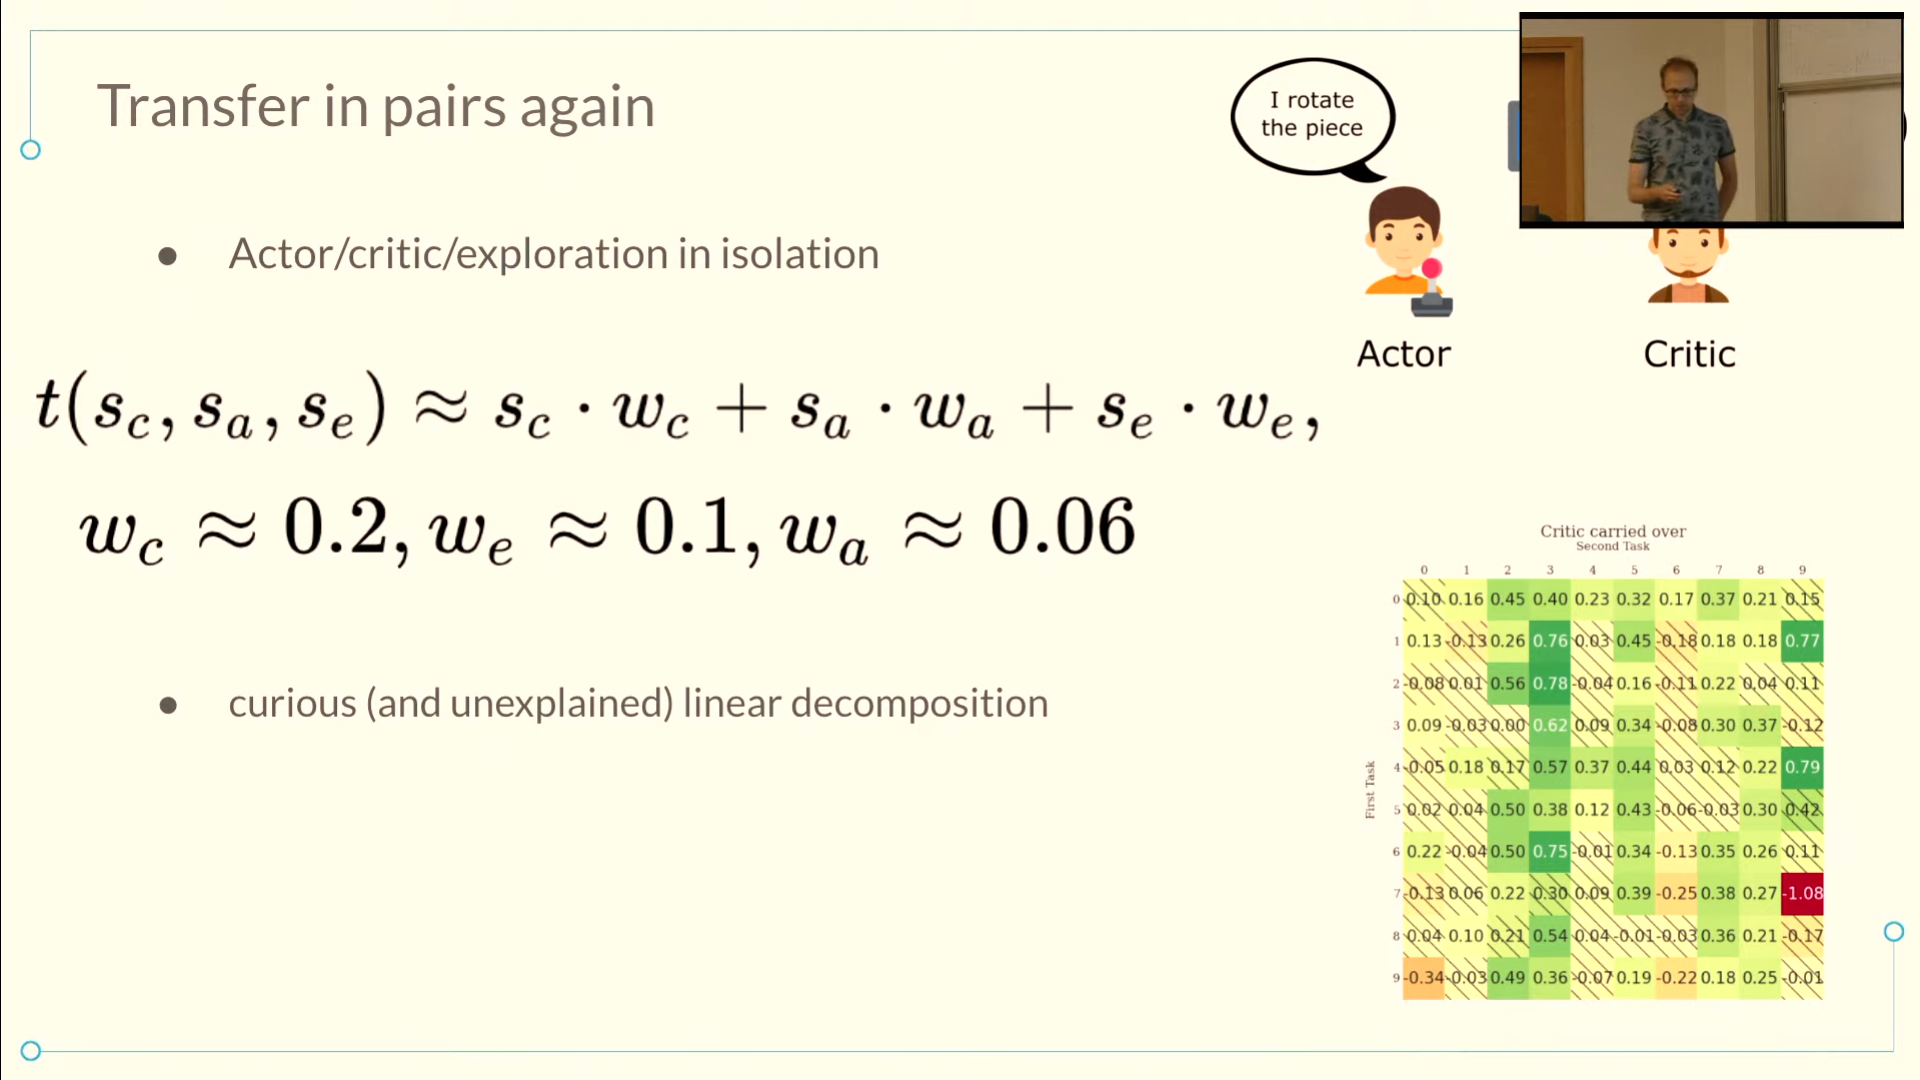 Transfer in pairs again
I rotate
the piece
Actor/critic/exploration in isolation
Actor
Critic
t(s_c, s_a, s_e) ≈ s_c · w_c + s_a · w_a + s_e · w_e,
w_c ≈ 0.2, w_e ≈ 0.1, w_a ≈ 0.06
curious (and unexplained) linear decomposition
Critic carried over
Second Task
0 1 2 3 4 5 6 7 8 9
First Task
0 0.10 0.16 0.45 0.40 0.23 0.32 0.17 0.37 0.21 0.15
1 0.13 -0.13 0.26 0.76 0.03 0.45 -0.18 0.18 0.18 0.77
2 -0.08 0.01 0.56 0.78 -0.04 0.16 -0.11 0.22 0.04 0.11
3 0.09 -0.03 0.00 0.62 0.09 0.34 -0.08 0.30 0.37 -0.12
4 -0.05 0.18 0.17 0.57 0.37 0.44 0.03 0.12 0.22 0.79
5 0.02 0.04 0.50 0.38 0.12 0.43 -0.06 -0.03 0.30 0.42
6 0.22 -0.04 0.50 0.75 -0.01 0.34 -0.13 0.35 0.26 0.11
7 -0.13 0.06 0.22 0.30 0.09 0.39 -0.25 0.38 0.27 -1.08
8 0.04 0.10 0.21 0.54 0.04 -0.01 -0.03 0.36 0.21 -0.17
9 -0.34 -0.03 0.49 0.36 -0.07 0.19 -0.22 0.18 0.25 -0.01